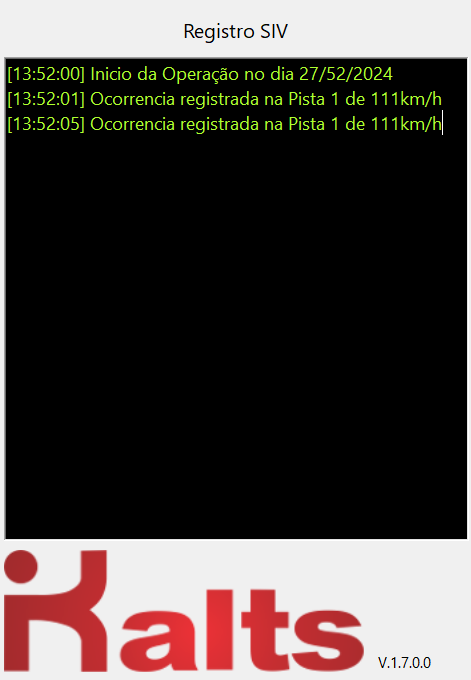 Registro SIV
[13:52:00] Inicio da Operação no dia 27/52/2024
[13:52:01] Ocorrencia registrada na Pista 1 de 111km/h
[13:52:05] Ocorrencia registrada na Pista 1 de 111km/h
kalts
V.1.7.0.0